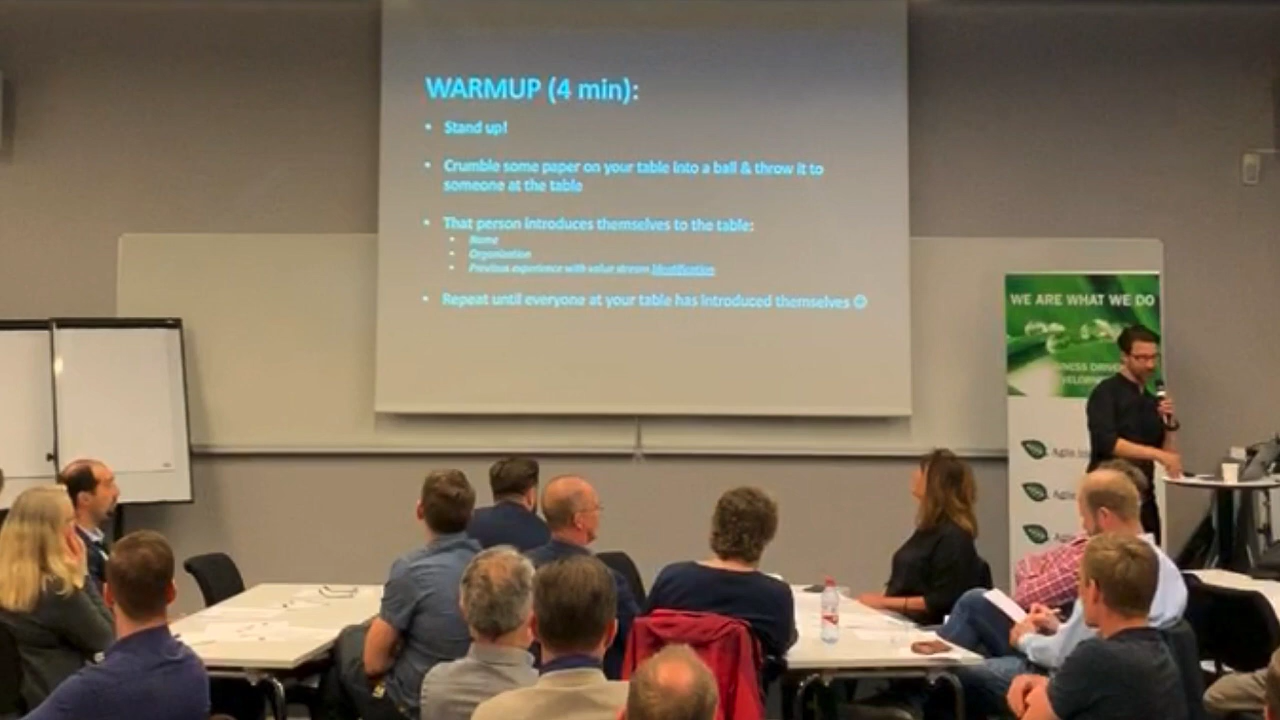 WARMUP (4 min):
• Stand up!
• Crumble some paper on your table into a ball & throw it to
someone at the table
• That person introduces themselves to the table:
• Name
• Organization
• Previous experience with value stream identification
• Repeat until everyone at your table has introduced themselves ☺
WE ARE WHAT WE DO
Agile
Agile